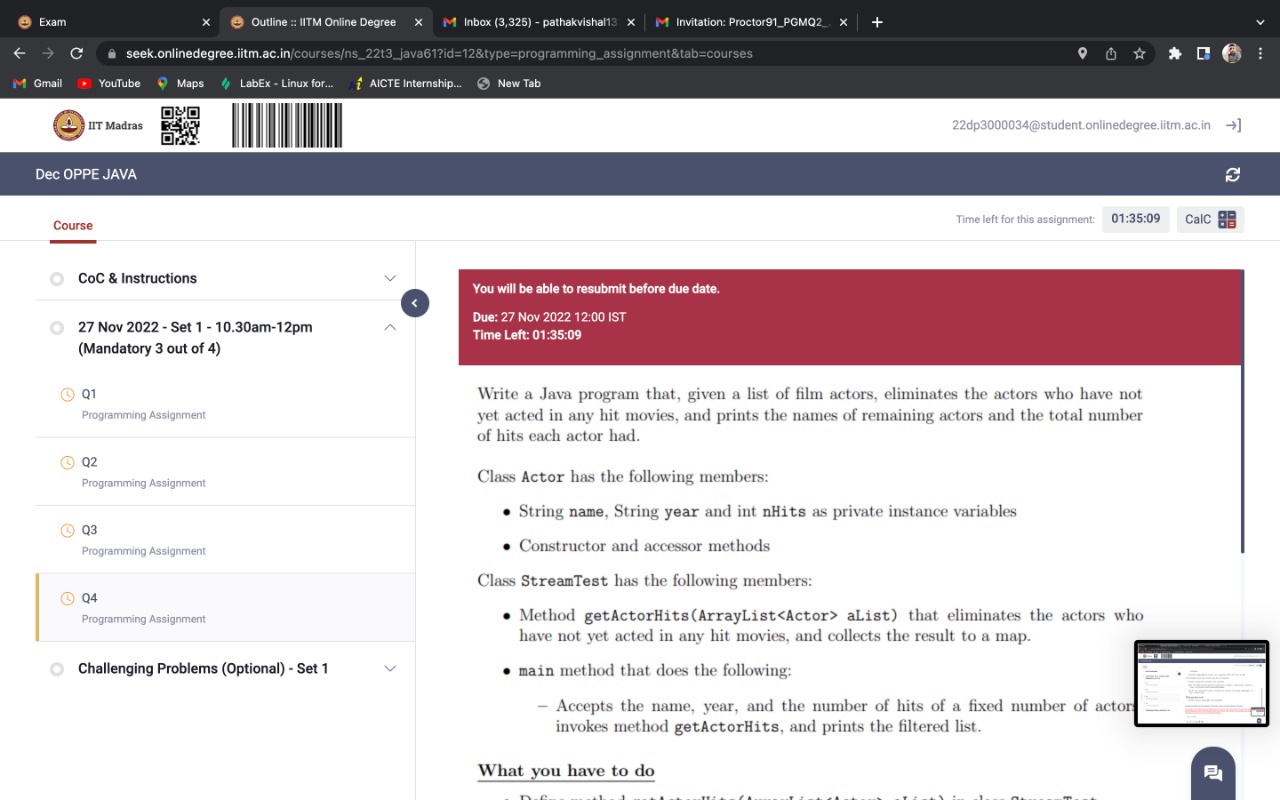 Exam
Outline :: IITM Online Degree
Inbox (3,325) - pathakvishal13
Invitation: Proctor91_PGMQ2_
seek.onlinedegree.iitm.ac.in/courses/ns_22t3_java61?id=12&type=programming_assignment&tab=courses
Gmail YouTube Maps LabEx - Linux for... AICTE Internship... New Tab
IIT Madras
22dp3000034@student.onlinedegree.iitm.ac.in
Dec OPPE JAVA
Course
Time left for this assignment: 01:35:09 CalC
CoC & Instructions
27 Nov 2022 - Set 1 - 10.30am-12pm
(Mandatory 3 out of 4)
Q1
Programming Assignment
Q2
Programming Assignment
Q3
Programming Assignment
Q4
Programming Assignment
Challenging Problems (Optional) - Set 1
You will be able to resubmit before due date.
Due: 27 Nov 2022 12:00 IST
Time Left: 01:35:09
Write a Java program that, given a list of film actors, eliminates the actors who have not
yet acted in any hit movies, and prints the names of remaining actors and the total number
of hits each actor had.
Class Actor has the following members:
• String name, String year and int nHits as private instance variables
• Constructor and accessor methods
Class StreamTest has the following members:
• Method getActorHits(ArrayList<Actor> aList) that eliminates the actors who
have not yet acted in any hit movies, and collects the result to a map.
• main method that does the following:
– Accepts the name, year, and the number of hits of a fixed number of actors
invokes method getActorHits, and prints the filtered list.
What you have to do
• Define method getActorHits(ArrayList<Actor> aList) in class StreamTest